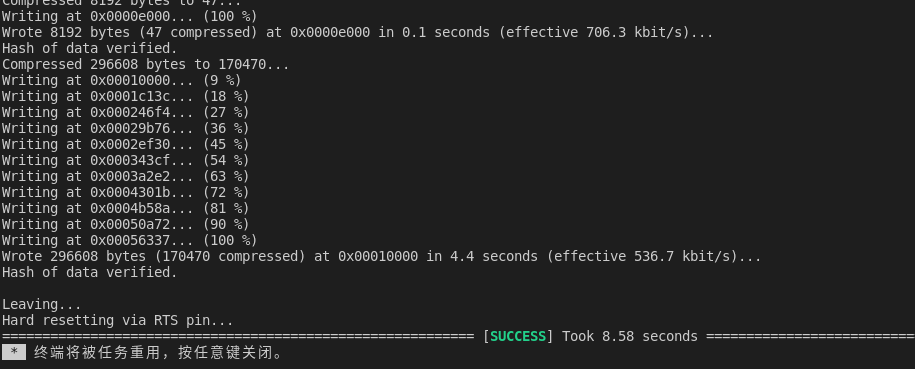 Compressed 8192 bytes to 47...
Writing at 0x0000e000... (100 %)
Wrote 8192 bytes (47 compressed) at 0x0000e000 in 0.1 seconds (effective 706.3 kbit/s)...
Hash of data verified.
Compressed 296608 bytes to 170470...
Writing at 0x00010000... (9 %)
Writing at 0x0001c13c... (18 %)
Writing at 0x000246f4... (27 %)
Writing at 0x00029b76... (36 %)
Writing at 0x0002ef30... (45 %)
Writing at 0x000343cf... (54 %)
Writing at 0x0003a2e2... (63 %)
Writing at 0x0004301b... (72 %)
Writing at 0x0004b58a... (81 %)
Writing at 0x00050a72... (90 %)
Writing at 0x00056337... (100 %)
Wrote 296608 bytes (170470 compressed) at 0x00010000 in 4.4 seconds (effective 536.7 kbit/s)...
Hash of data verified.
Leaving...
Hard resetting via RTS pin...
=========================================================== [SUCCESS] Took 8.58 seconds ==========================
* 终端将被任务重用，按任意键关闭。